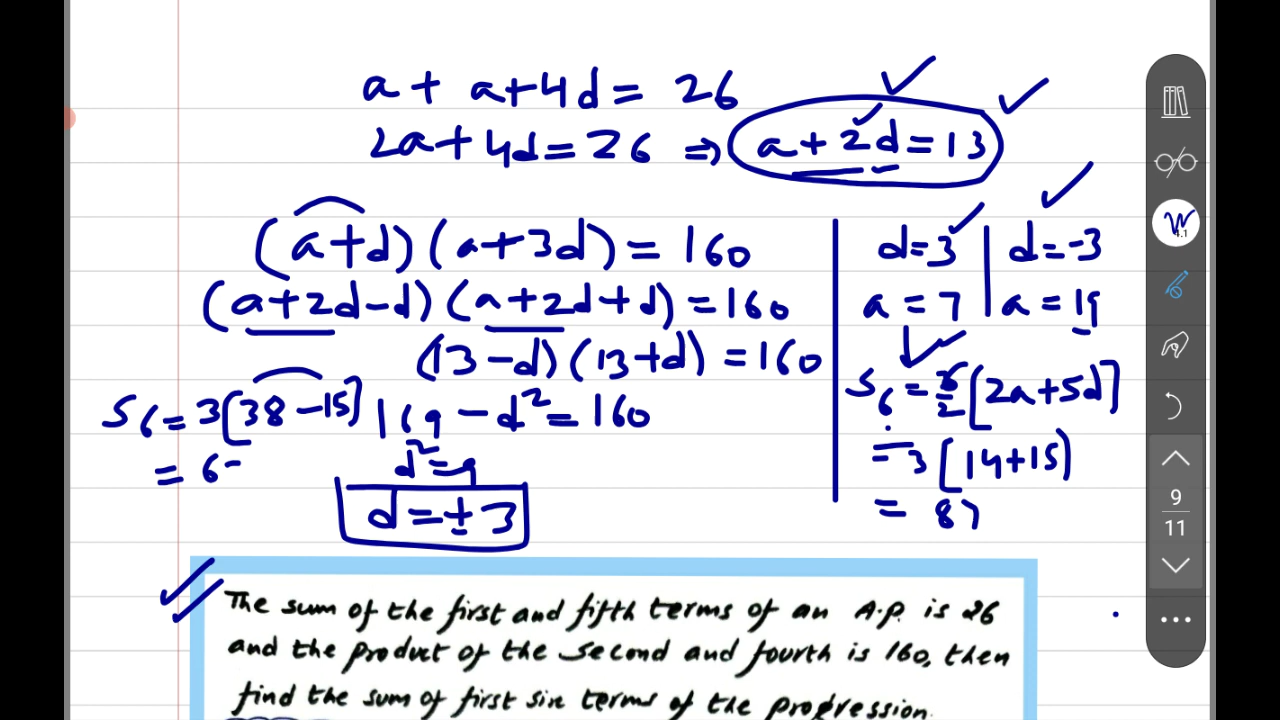 a + a+4d = 26
2a+4d=26 ⇒ a+2d=13
(a+d)(a+3d) = 160
(a+2d-d)(a+2d+d) = 160
(13-d)(13+d) = 160
169 - d² = 160
d²=9
d = ±3
S6 = 3[38-15]
= 6-
d=3 | d=-3
a = 7 | a = 19
S6 = 6/2 [2a+5d]
= 3 [14+15)
= 87
The sum of the first and fifth terms of an A.P. is 26
and the product of the second and fourth is 160, then
find the sum of first six terms of the progression.
W
4.1
9
11